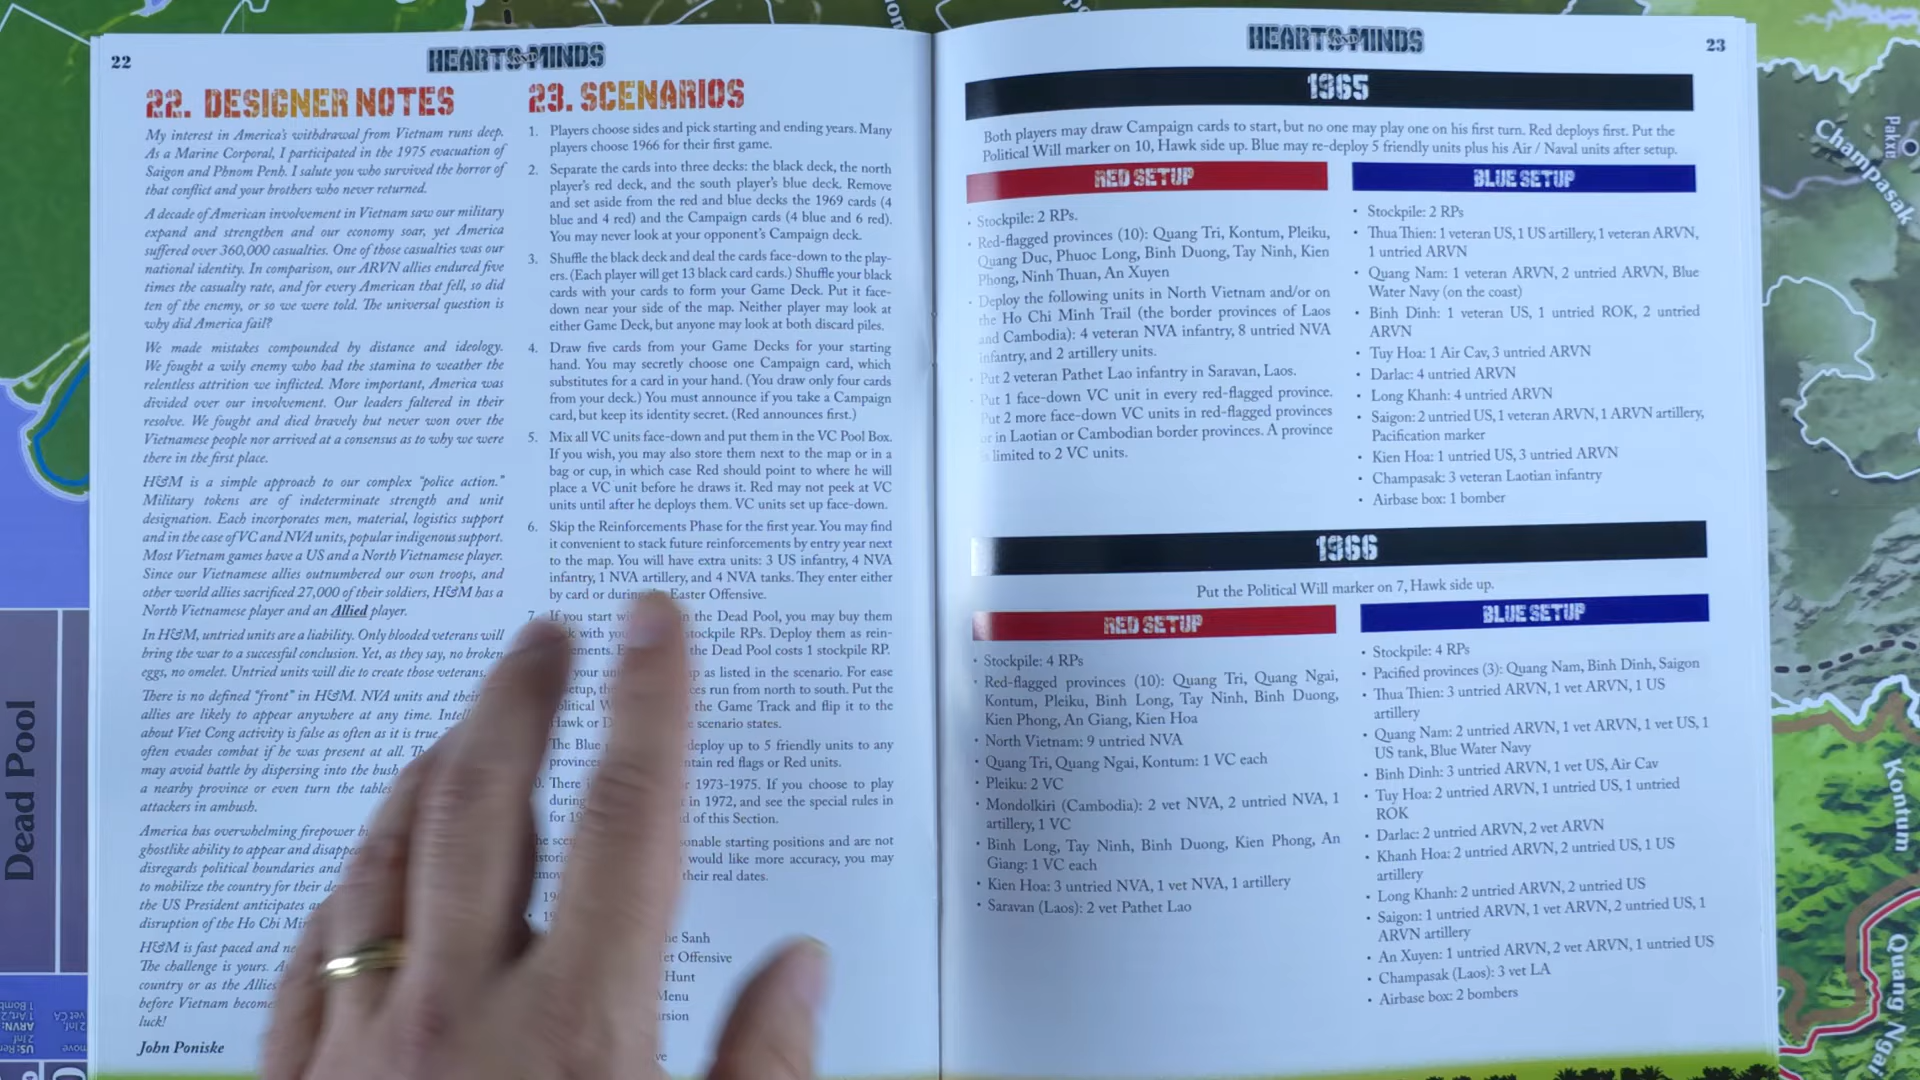 22
HEARTS AND MINDS
22. DESIGNER NOTES
My interest in America's withdrawal from Vietnam runs deep.
As a Marine Corporal, I participated in the 1975 evacuation of
Saigon and Phnom Penh. I salute you who survived the horror of
that conflict and your brothers who never returned.
A decade of American involvement in Vietnam saw our military
expand and strengthen and our economy soar, yet America
suffered over 360,000 casualties. One of those casualties was our
national identity. In comparison, our ARVN allies endured five
times the casualty rate, and for every American that fell, so did
ten of the enemy, or so we were told. The universal question is
why did America fail?
We made mistakes compounded by distance and ideology.
We fought a wily enemy who had the stamina to weather the
relentless attrition we inflicted. More important, America was
divided over our involvement. Our leaders faltered in their
resolve. We fought and died bravely but never won over the
Vietnamese people nor arrived at a consensus as to why we were
there in the first place.
H&M is a simple approach to our complex "police action."
Military tokens are of indeterminate strength and unit
designation. Each incorporates men, material, logistics support
and in the case of VC and NVA units, popular indigenous support.
Most Vietnam games have a US and a North Vietnamese player.
Since our Vietnamese allies outnumbered our own troops, and
other world allies sacrificed 27,000 of their soldiers, H&M has a
North Vietnamese player and an Allied player.
In H&M, untried units are a liability. Only blooded veterans will
bring the war to a successful conclusion. Yet, as they say, no broken
eggs, no omelet. Untried units will die to create those veterans.
There is no defined "front" in H&M. NVA units and their
allies are likely to appear anywhere at any time.
about Viet Cong activity is false as often as it is true.
often evades combat if he was present at all.
may avoid battle by dispersing into the bush
a nearby province or even turn the tables
attackers in ambush.
America has overwhelming firepower
ghostlike ability to appear and
disregards political boundaries and
to mobilize the country for their
the US President anticipates
disruption of the Ho Chi
H&M is fast paced and
The challenge is yours.
country or as the Allies
before Vietnam
luck!
John Poniske
23. SCENARIOS
1. Players choose sides and pick starting and ending years. Many
players choose 1966 for their first game.
2. Separate the cards into three decks: the black deck, the north
player's red deck, and the south player's blue deck. Remove
and set aside from the red and blue decks the 1969 cards (4
blue and 4 red) and the Campaign cards (4 blue and 6 red).
You may never look at your opponent's Campaign deck.
3. Shuffle the black deck and deal the cards face-down to the play-
ers. (Each player will get 13 black card cards.) Shuffle your black
cards with your cards to form your Game Deck. Put it face-
down near your side of the map. Neither player may look at
either Game Deck, but anyone may look at both discard piles.
4. Draw five cards from your Game Decks for your starting
hand. You may secretly choose one Campaign card, which
substitutes for a card in your hand. (You draw only four cards
from your deck.) You must announce if you take a Campaign
card, but keep its identity secret. (Red announces first.)
5. Mix all VC units face-down and put them in the VC Pool Box.
If you wish, you may also store them next to the map or in a
bag or cup, in which case Red should point to where he will
place a VC unit before he draws it. Red may not peek at VC
units until after he deploys them. VC units set up face-down.
6. Skip the Reinforcements Phase for the first year. You may find
it convenient to stack future reinforcements by entry year next
to the map. You will have extra units: 3 US infantry, 4 NVA
infantry, 1 NVA artillery, and 4 NVA tanks. They enter either
by card or during Easter Offensive.
7. If you start in the Dead Pool, you may buy them
with stockpile RPs. Deploy them as rein-
the Dead Pool costs 1 stockpile RP.
your as listed in the scenario. For ease
run from north to south. Put the
the Game Track and flip it to the
Hawk or scenario states.
The Blue deploy up to 5 friendly units to any
provinces red flags or Red units.
There 1973-1975. If you choose to play
during in 1972, and see the special rules in
for of this Section.
starting positions and are not
would like more accuracy, you may
their real dates.
Sanh
Offensive
Hunt
Menu
HEARTS AND MINDS
23
1965
Both players may draw Campaign cards to start, but no one may play one on his first turn. Red deploys first. Put the
Political Will marker on 10, Hawk side up. Blue may re-deploy 5 friendly units plus his Air / Naval units after setup.
RED SETUP
• Stockpile: 2 RPs.
• Red-flagged provinces (10): Quang Tri, Kontum, Pleiku,
Quang Duc, Phuoc Long, Binh Duong, Tay Ninh, Kien
Phong, Ninh Thuan, An Xuyen
• Deploy the following units in North Vietnam and/or on
the Ho Chi Minh Trail (the border provinces of Laos
and Cambodia): 4 veteran NVA infantry, 8 untried NVA
infantry, and 2 artillery units.
• Put 2 veteran Pathet Lao infantry in Saravan, Laos.
• Put 1 face-down VC unit in every red-flagged province.
Put 2 more face-down VC units in red-flagged provinces
or in Laotian or Cambodian border provinces. A province
is limited to 2 VC units.
BLUE SETUP
• Stockpile: 2 RPs
• Thua Thien: 1 veteran US, 1 US artillery, 1 veteran ARVN,
1 untried ARVN
• Quang Nam: 1 veteran ARVN, 2 untried ARVN, Blue
Water Navy (on the coast)
• Binh Dinh: 1 veteran US, 1 untried ROK, 2 untried
ARVN
• Tuy Hoa: 1 Air Cav, 3 untried ARVN
• Darlac: 4 untried ARVN
• Long Khanh: 4 untried ARVN
• Saigon: 2 untried US, 1 veteran ARVN, 1 ARVN artillery,
Pacification marker
• Kien Hoa: 1 untried US, 3 untried ARVN
• Champasak: 3 veteran Laotian infantry
• Airbase box: 1 bomber
1966
Put the Political Will marker on 7, Hawk side up.
RED SETUP
• Stockpile: 4 RPs
• Red-flagged provinces (10): Quang Tri, Quang Ngai,
Kontum, Pleiku, Binh Long, Tay Ninh, Binh Duong,
Kien Phong, An Giang, Kien Hoa
• North Vietnam: 9 untried NVA
• Quang Tri, Quang Ngai, Kontum: 1 VC each
• Pleiku: 2 VC
• Mondolkiri (Cambodia): 2 vet NVA, 2 untried NVA, 1
artillery, 1 VC
• Binh Long, Tay Ninh, Binh Duong, Kien Phong, An
Giang: 1 VC each
• Kien Hoa: 3 untried NVA, 1 vet NVA, 1 artillery
• Saravan (Laos): 2 vet Pathet Lao
BLUE SETUP
• Stockpile: 4 RPs
• Pacified provinces (3): Quang Nam, Binh Dinh, Saigon
• Thua Thien: 3 untried ARVN, 1 vet ARVN, 1 US
artillery
• Quang Nam: 2 untried ARVN, 1 vet ARVN, 1 vet US, 1
US tank, Blue Water Navy
• Binh Dinh: 3 untried ARVN, 1 vet US, Air Cav
• Tuy Hoa: 2 untried ARVN, 1 untried US, 1 untried
ROK
• Darlac: 2 untried ARVN, 2 vet ARVN
• Khanh Hoa: 2 untried ARVN, 2 untried US, 1 US
artillery
• Long Khanh: 2 untried ARVN, 2 untried US
• Saigon: 1 untried ARVN, 1 vet ARVN, 2 untried US, 1
ARVN artillery
• An Xuyen: 1 untried ARVN, 2 vet ARVN, 1 untried US
• Champasak (Laos): 3 vet LA
• Airbase box: 2 bombers
Dead Pool
Champasak
Pakxe
Kontun
Quang Ngai